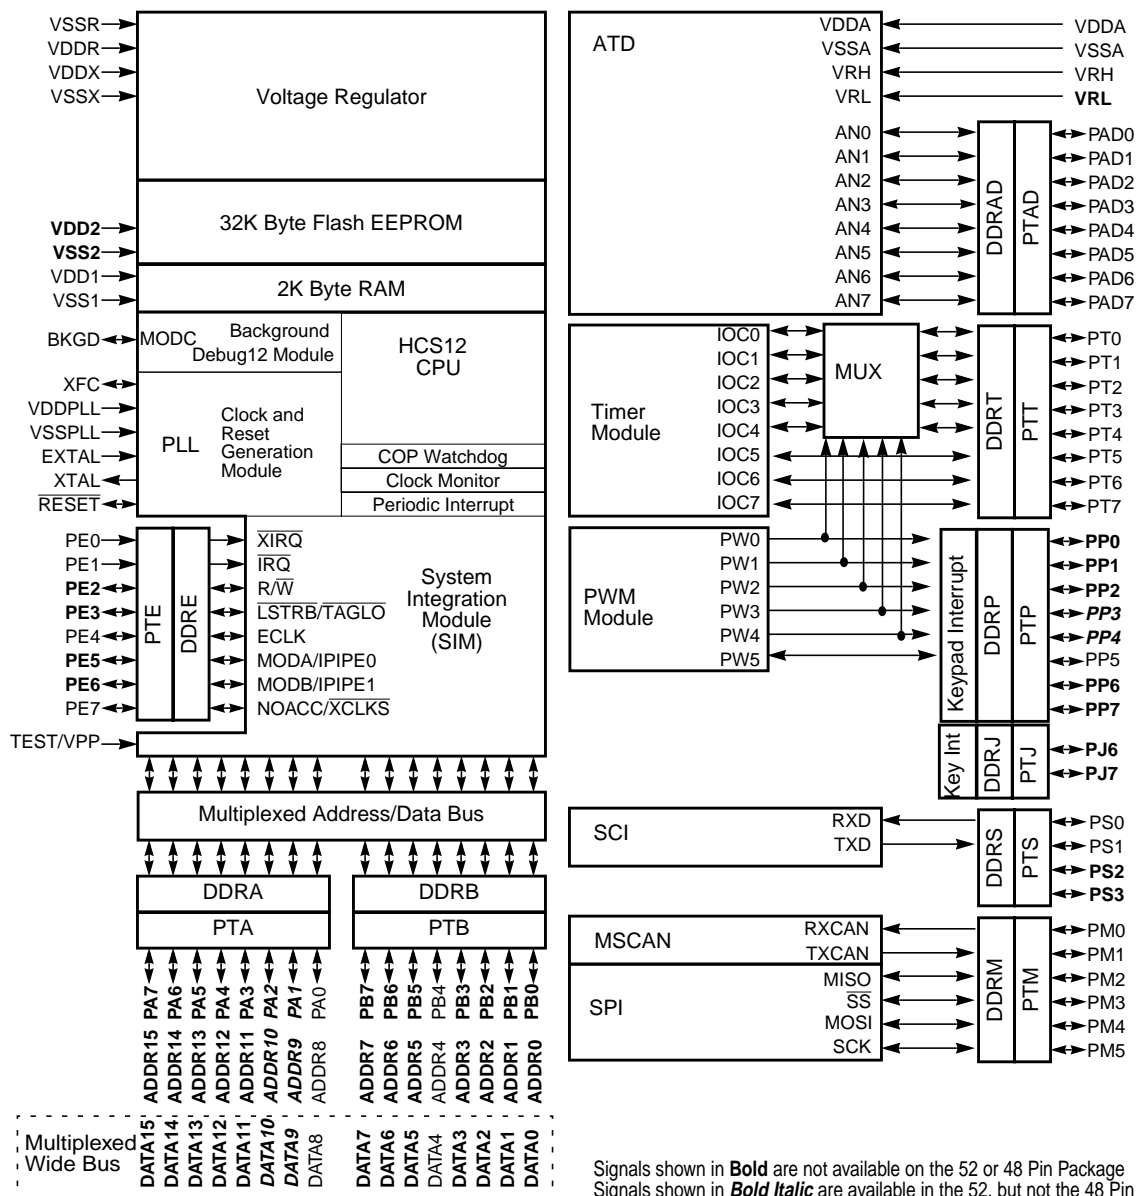 VSSR
VDDR
VDDX
VSSX
Voltage Regulator
32K Byte Flash EEPROM
VDD2
VSS2
VDD1
VSS1
2K Byte RAM
BKGD
MODC
Background
Debug12 Module
HCS12
CPU
XFC
VDDPLL
VSSPLL
EXTAL
XTAL
RESET
PLL
Clock and
Reset
Generation
Module
COP Watchdog
Clock Monitor
Periodic Interrupt
PE0
PE1
PE2
PE3
PE4
PE5
PE6
PE7
PTE
DDRE
XIRQ
IRQ
R/W
LSTRB/TAGLO
ECLK
MODA/IPIPE0
MODB/IPIPE1
NOACC/XCLKS
System
Integration
Module
(SIM)
TEST/VPP
Multiplexed Address/Data Bus
DDRA
DDRB
PTA
PTB
PA7
PA6
PA5
PA4
PA3
PA2
PA1
PA0
PB7
PB6
PB5
PB4
PB3
PB2
PB1
PB0
ADDR15
ADDR14
ADDR13
ADDR12
ADDR11
ADDR10
ADDR9
ADDR8
ADDR7
ADDR6
ADDR5
ADDR4
ADDR3
ADDR2
ADDR1
ADDR0
Multiplexed
Wide Bus
DATA15
DATA14
DATA13
DATA12
DATA11
DATA10
DATA9
DATA8
DATA7
DATA6
DATA5
DATA4
DATA3
DATA2
DATA1
DATA0
ATD
VDDA
VSSA
VRH
VRL
VDDA
VSSA
VRH
VRL
AN0
AN1
AN2
AN3
AN4
AN5
AN6
AN7
DDRAD
PTAD
PAD0
PAD1
PAD2
PAD3
PAD4
PAD5
PAD6
PAD7
Timer
Module
IOC0
IOC1
IOC2
IOC3
IOC4
IOC5
IOC6
IOC7
MUX
DDRT
PTT
PT0
PT1
PT2
PT3
PT4
PT5
PT6
PT7
PWM
Module
PW0
PW1
PW2
PW3
PW4
PW5
Keypad Interrupt
DDRP
PTP
PP0
PP1
PP2
PP3
PP4
PP5
PP6
PP7
Key Int
DDRJ
PTJ
PJ6
PJ7
SCI
RXD
TXD
DDRS
PTS
PS0
PS1
PS2
PS3
MSCAN
RXCAN
TXCAN
SPI
MISO
SS
MOSI
SCK
DDRM
PTM
PM0
PM1
PM2
PM3
PM4
PM5
Signals shown in Bold are not available on the 52 or 48 Pin Package
Signals shown in Bold Italic are available in the 52, but not the 48 Pin